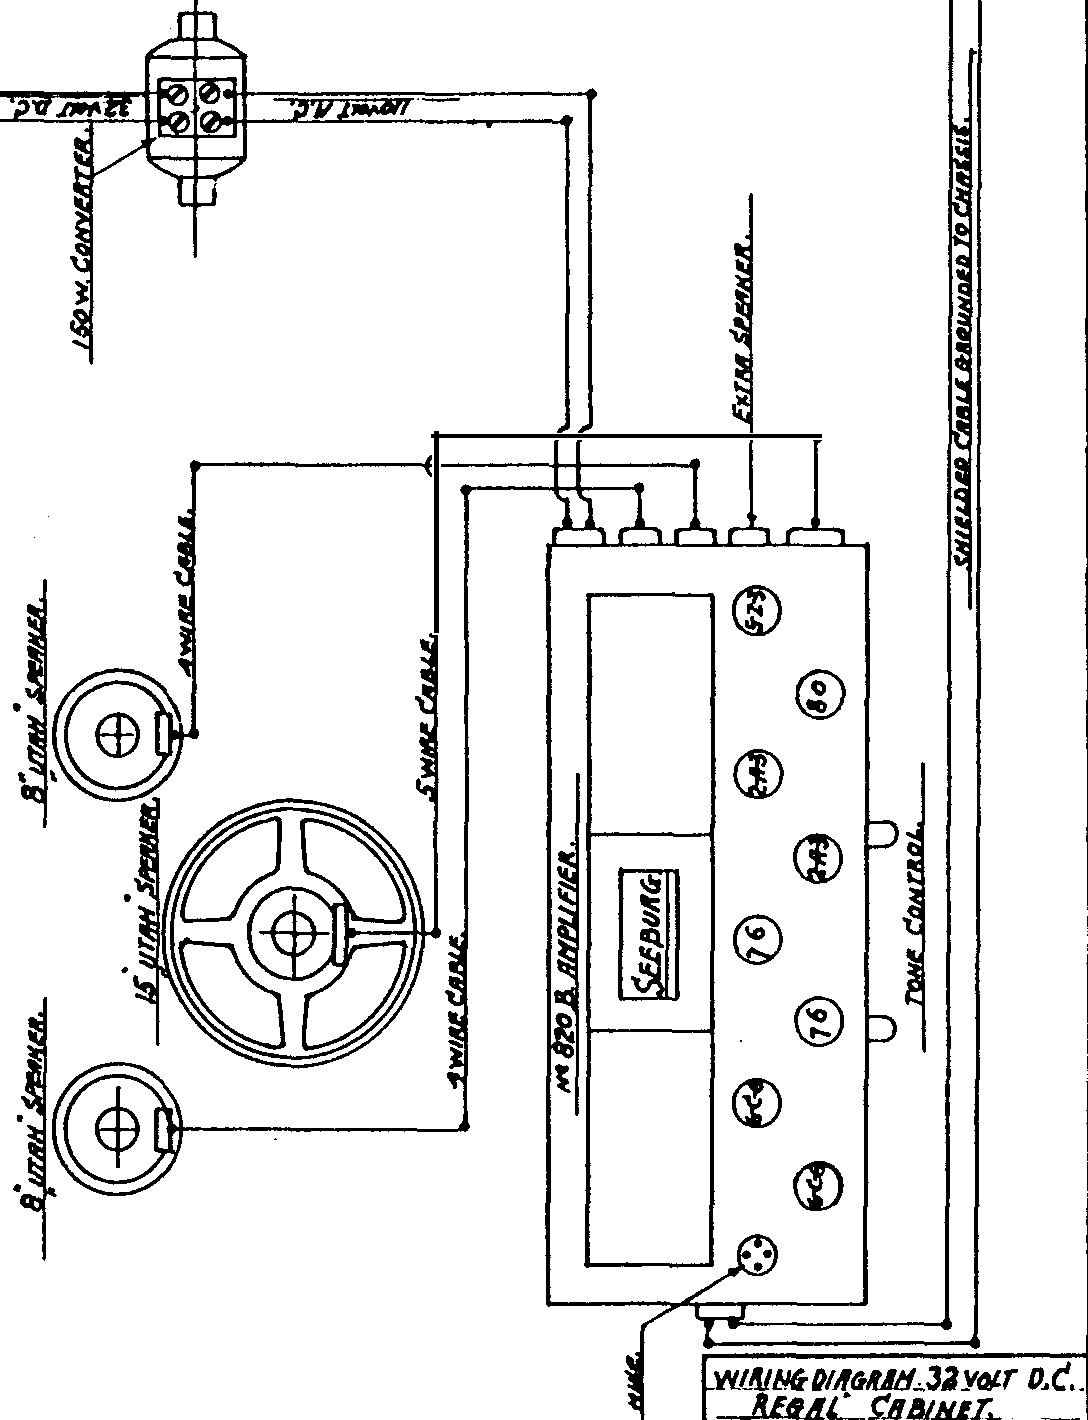 32 VOLT D.C.
110 VOLT A.C.
150 W. CONVERTER.
EXTRA SPEAKER.
SHIELDED CABLE GROUNDED TO CHASSIS.
4 WIRE CABLE.
8" "UTAH" SPEAKER.
5 WIRE CABLE.
15" "UTAH" SPEAKER.
4 WIRE CABLE.
8" "UTAH" SPEAKER.
5Z3
80
2A3
2A3
76
76
6C6
6C6
No 820 B. AMPLIFIER.
SEEBURG
TONE CONTROL.
MIKE.
WIRING DIAGRAM. 32 VOLT D.C.
REGAL CABINET.